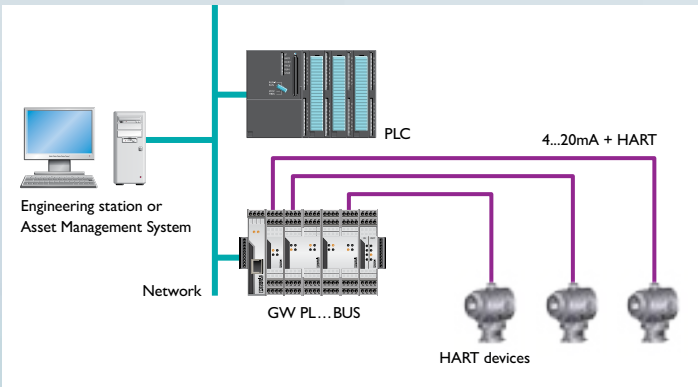 PLC
4...20mA + HART
Engineering station or
Asset Management System
Network
GW PL...BUS
HART devices